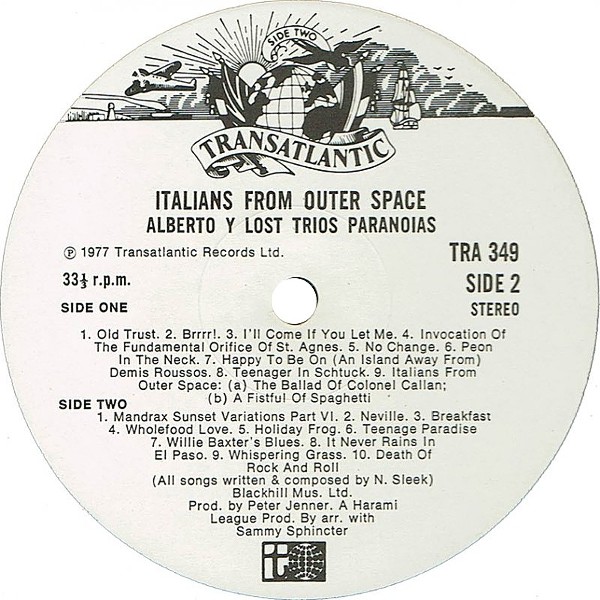 SIDE TWO
TRANSATLANTIC
ITALIANS FROM OUTER SPACE
ALBERTO Y LOST TRIOS PARANOIAS
℗ 1977 Transatlantic Records Ltd.
TRA 349
33⅓ r.p.m.
SIDE 2
SIDE ONE
STEREO
1. Old Trust. 2. Brrrr!. 3. I'll Come If You Let Me. 4. Invocation Of
The Fundamental Orifice Of St. Agnes. 5. No Change. 6. Peon
In The Neck. 7. Happy To Be On (An Island Away From)
Demis Roussos. 8. Teenager In Schtuck. 9. Italians From
Outer Space: (a) The Ballad Of Colonel Callan;
(b) A Fistful Of Spaghetti
SIDE TWO
1. Mandrax Sunset Variations Part VI. 2. Neville. 3. Breakfast
4. Wholefood Love. 5. Holiday Frog. 6. Teenage Paradise
7. Willie Baxter's Blues. 8. It Never Rains In
El Paso. 9. Whispering Grass. 10. Death Of
Rock And Roll
(All songs written & composed by N. Sleek)
Blackhill Mus. Ltd.
Prod. by Peter Jenner. A Harami
League Prod. By arr. with
Sammy Sphincter
it